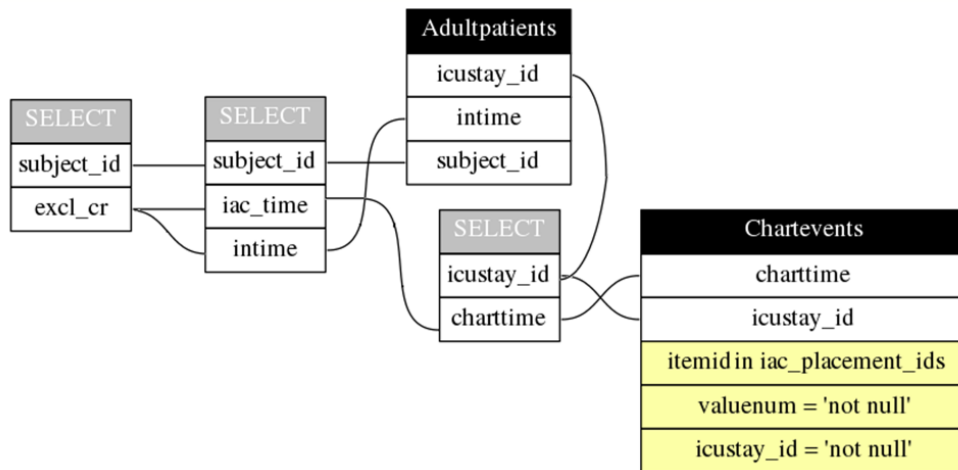 SELECT
subject_id
excl_cr
SELECT
subject_id
iac_time
intime
Adultpatients
icustay_id
intime
subject_id
SELECT
icustay_id
charttime
Chartevents
charttime
icustay_id
itemid in iac_placement_ids
valuenum = 'not null'
icustay_id = 'not null'